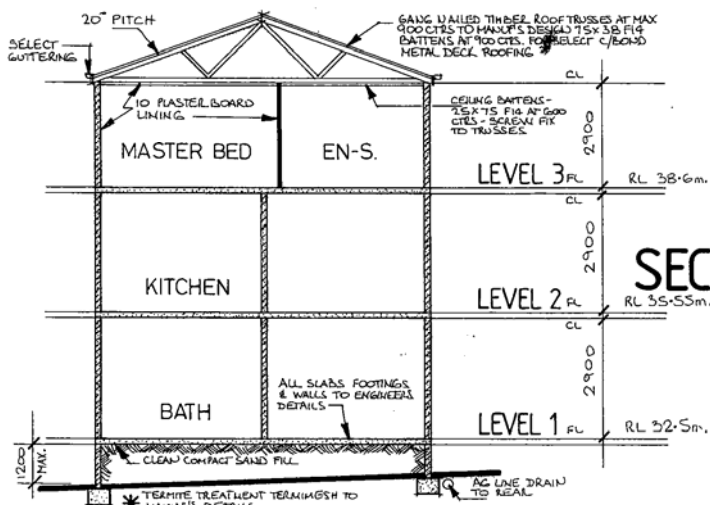 20° PITCH
SELECT
GUTTERING
GANG NAILED TIMBER ROOF TRUSSES AT MAX
900 CTRS TO MANUF'S DESIGN 75x38 F14
BATTENS AT 900 CTRS. FOR SELECT C/BOND
METAL DECK ROOFING
CL
10 PLASTERBOARD
LINING
CEILING BATTENS-
25x75 F14 AT 600
CTRS - SCREW FIX
TO TRUSSES
2900
MASTER BED
EN-S.
LEVEL 3 FL
RL 38·6m.
CL
2900
KITCHEN
SEC
LEVEL 2 FL
RL 35·55m.
CL
2900
ALL SLABS FOOTINGS
& WALLS TO ENGINEERS
DETAILS
BATH
LEVEL 1 FL
RL 32·5m.
1200
MAX.
CLEAN COMPACT SAND FILL
AG LINE DRAIN
TO REAR
TERMITE TREATMENT TERMIMESH TO